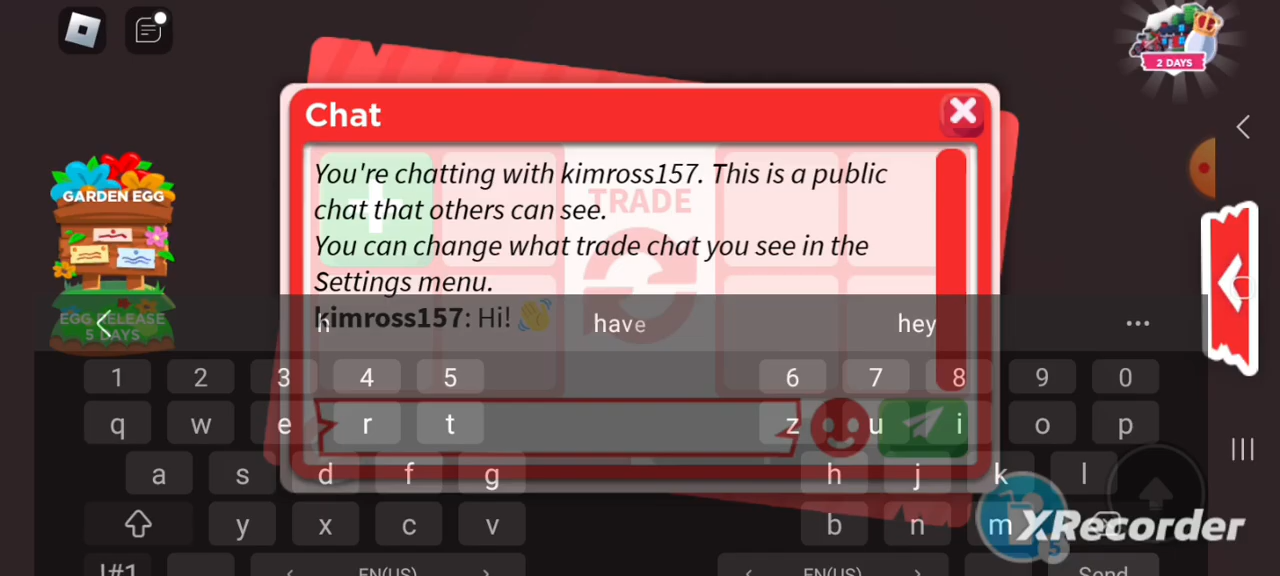 2 DAYS
Chat
You're chatting with kimross157. This is a public
chat that others can see.
You can change what trade chat you see in the
Settings menu.
kimross157: Hi! 👋
TRADE
GARDEN EGG
EGG RELEASE
5 DAYS
h have hey
1 2 3 4 5 6 7 8 9 0
q w e r t z u i o p
a s d f g h j k l
y x c v b n m
!#1 EN(US) EN(US) Send
XRecorder
5